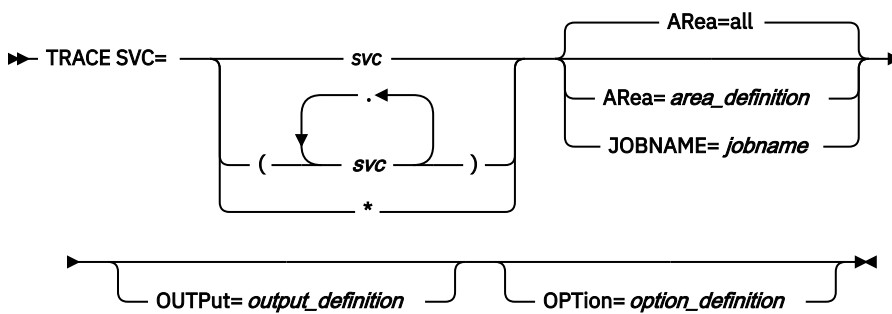 ARea=all
TRACE SVC= svc
.
ARea= area_definition
( svc ) JOBNAME= jobname
*
OUTPut= output_definition OPTion= option_definition